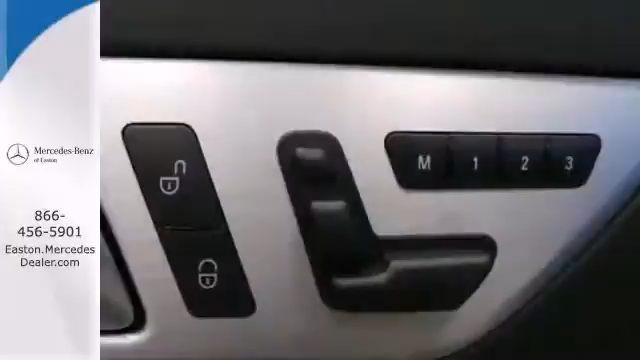 Mercedes-Benz
of Easton
866-
456-5901
Easton.Mercedes
Dealer.com
M 1 2 3